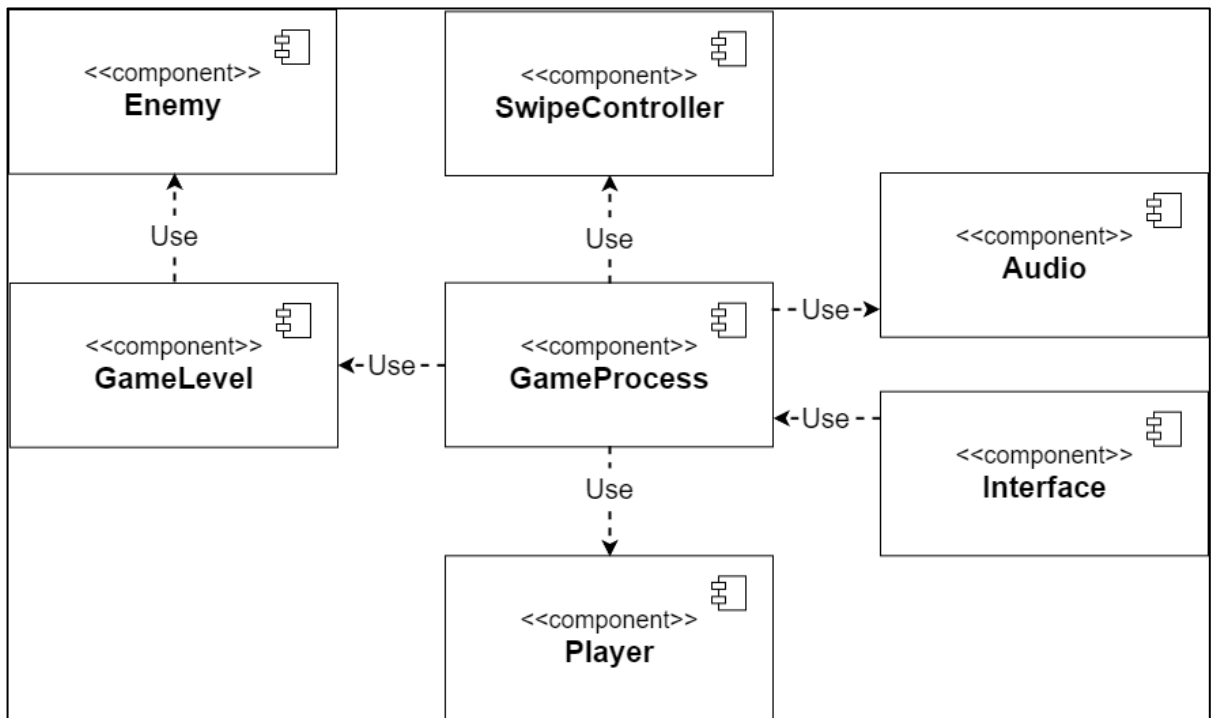 <<component>>
Enemy
<<component>>
SwipeController
Use
Use
<<component>>
Audio
<<component>>
GameLevel
Use
<<component>>
GameProcess
Use
Use
<<component>>
Interface
Use
<<component>>
Player